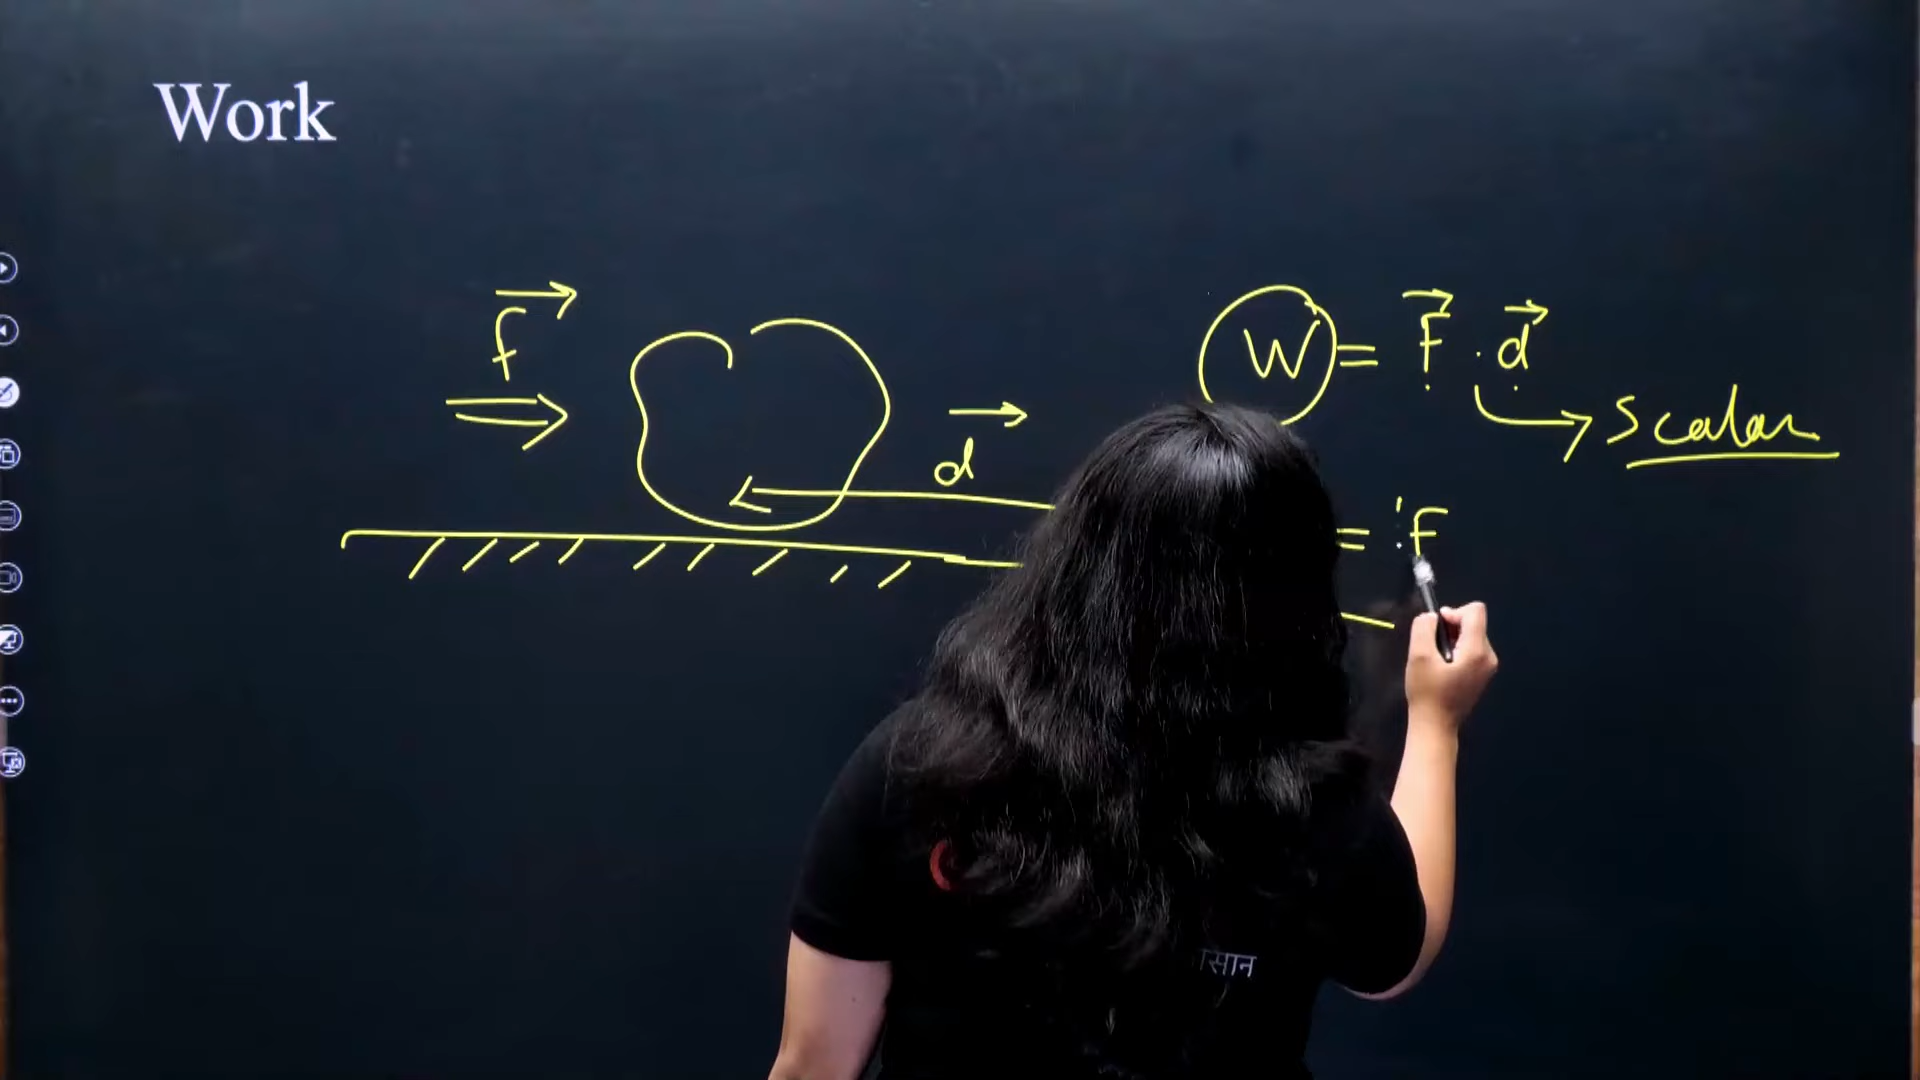 Work
f
W = F . d
scalar
d
= F